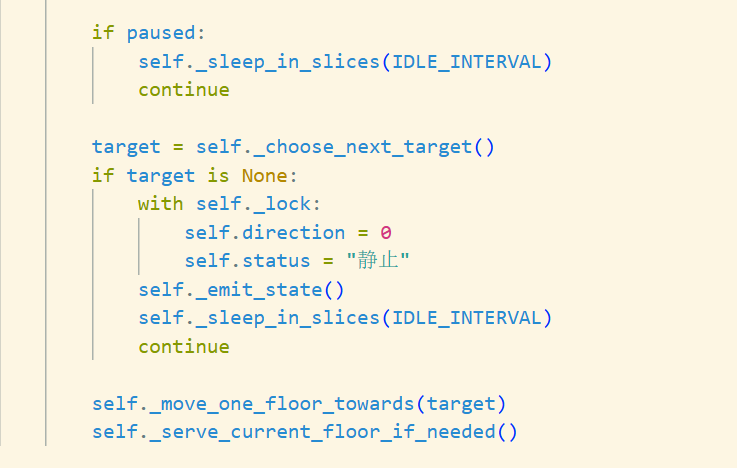 if paused:
    self._sleep_in_slices(IDLE_INTERVAL)
    continue
target = self._choose_next_target()
if target is None:
    with self._lock:
        self.direction = 0
        self.status = "静止"
    self._emit_state()
    self._sleep_in_slices(IDLE_INTERVAL)
    continue
self._move_one_floor_towards(target)
self._serve_current_floor_if_needed()